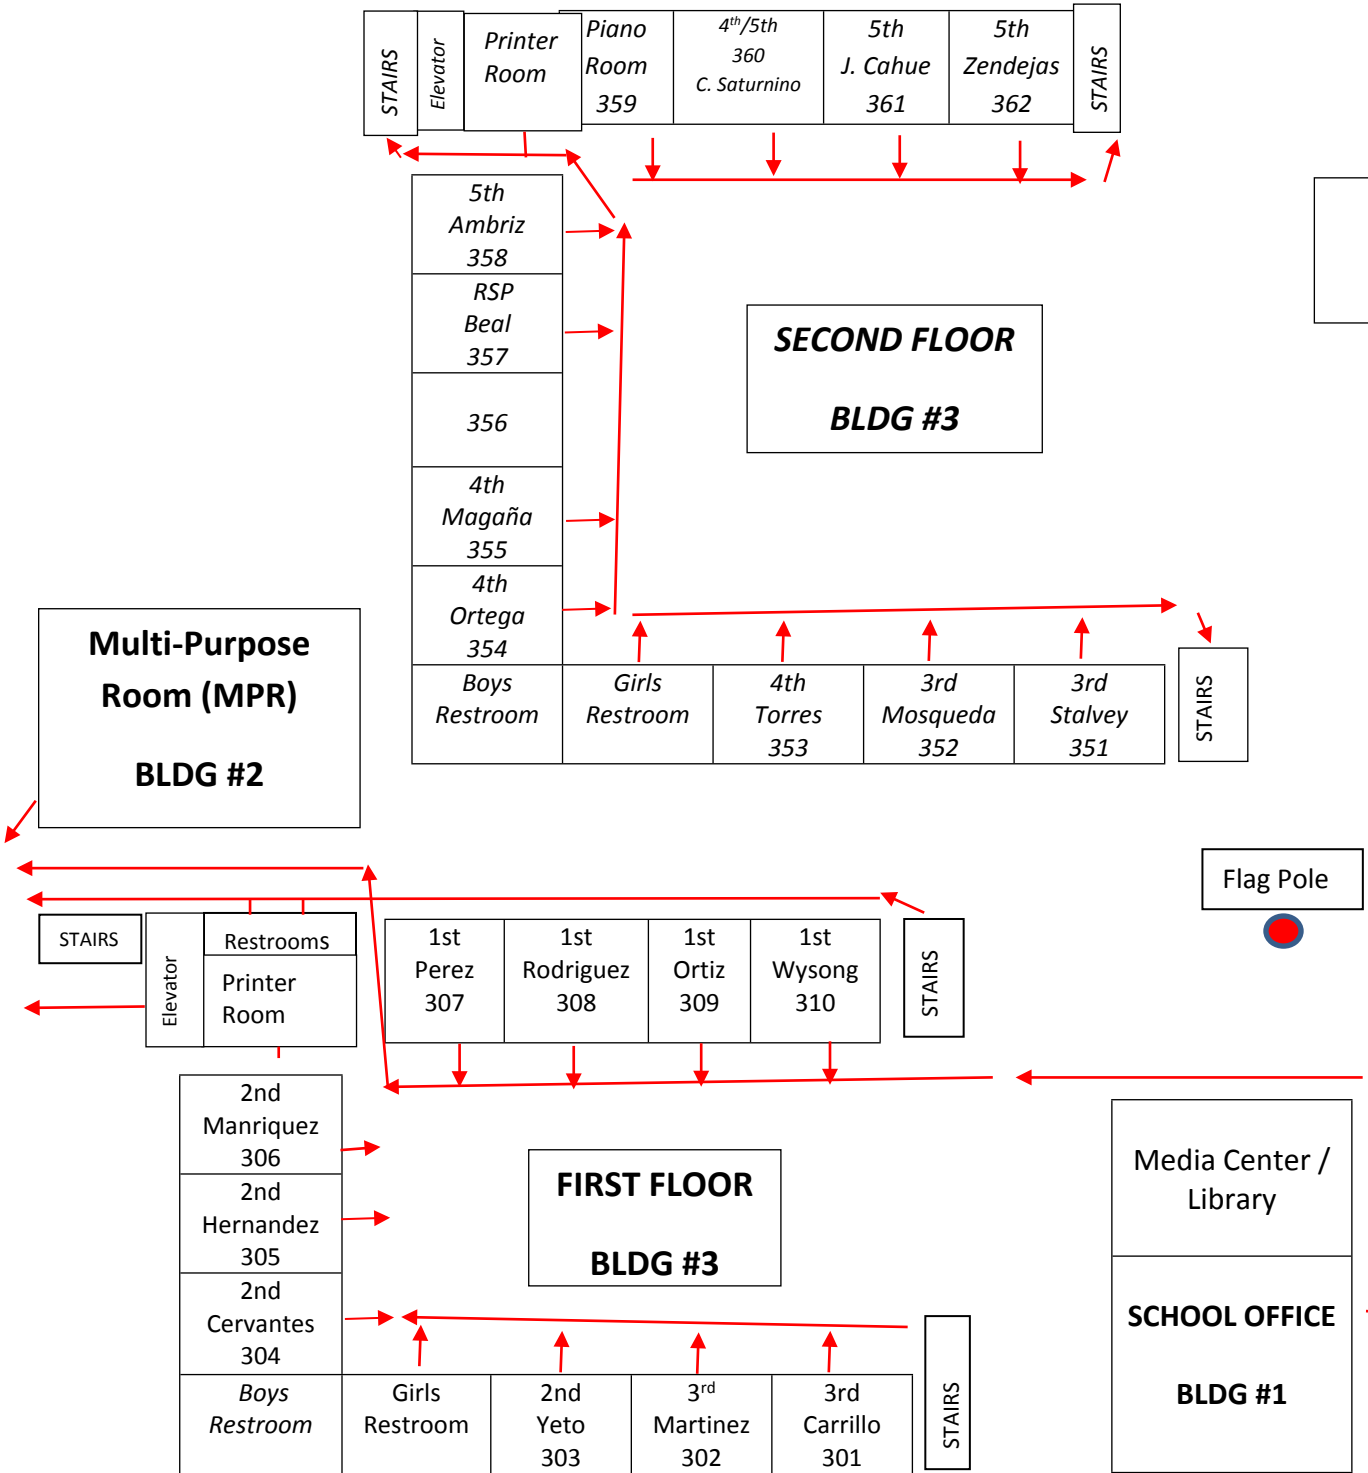 STAIRS
Elevator
Printer
Room
Piano
Room
359
4th/5th
360
C. Saturnino
5th
J. Cahue
361
5th
Zendejas
362
STAIRS
5th
Ambriz
358
RSP
Beal
357
356
4th
Magaña
355
4th
Ortega
354
SECOND FLOOR
BLDG #3
Boys
Restroom
Girls
Restroom
4th
Torres
353
3rd
Mosqueda
352
3rd
Stalvey
351
STAIRS
Multi-Purpose
Room (MPR)
BLDG #2
Flag Pole
STAIRS
Elevator
Restrooms
Printer
Room
1st
Perez
307
1st
Rodriguez
308
1st
Ortiz
309
1st
Wysong
310
STAIRS
2nd
Manriquez
306
2nd
Hernandez
305
2nd
Cervantes
304
FIRST FLOOR
BLDG #3
Boys
Restroom
Girls
Restroom
2nd
Yeto
303
3rd
Martinez
302
3rd
Carrillo
301
STAIRS
Media Center /
Library
SCHOOL OFFICE
BLDG #1